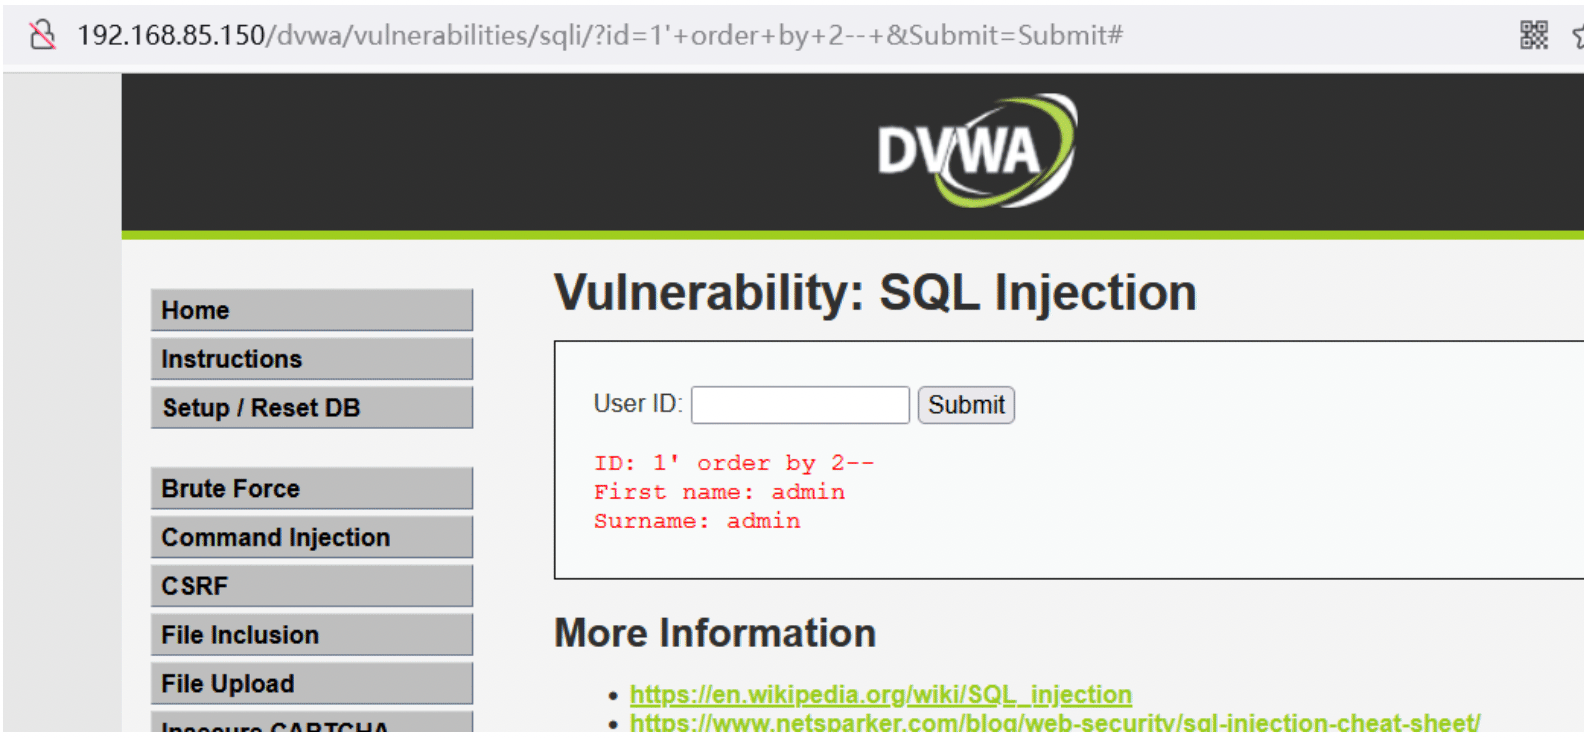 192.168.85.150/dvwa/vulnerabilities/sqli/?id=1'+order+by+2--+&Submit=Submit#
DVWA
Home
Instructions
Setup / Reset DB
Brute Force
Command Injection
CSRF
File Inclusion
File Upload
Insecure CAPTCHA
Vulnerability: SQL Injection
User ID:
Submit
ID: 1' order by 2--
First name: admin
Surname: admin
More Information
https://en.wikipedia.org/wiki/SQL_injection
https://www.netsparker.com/blog/web-security/sql-injection-cheat-sheet/